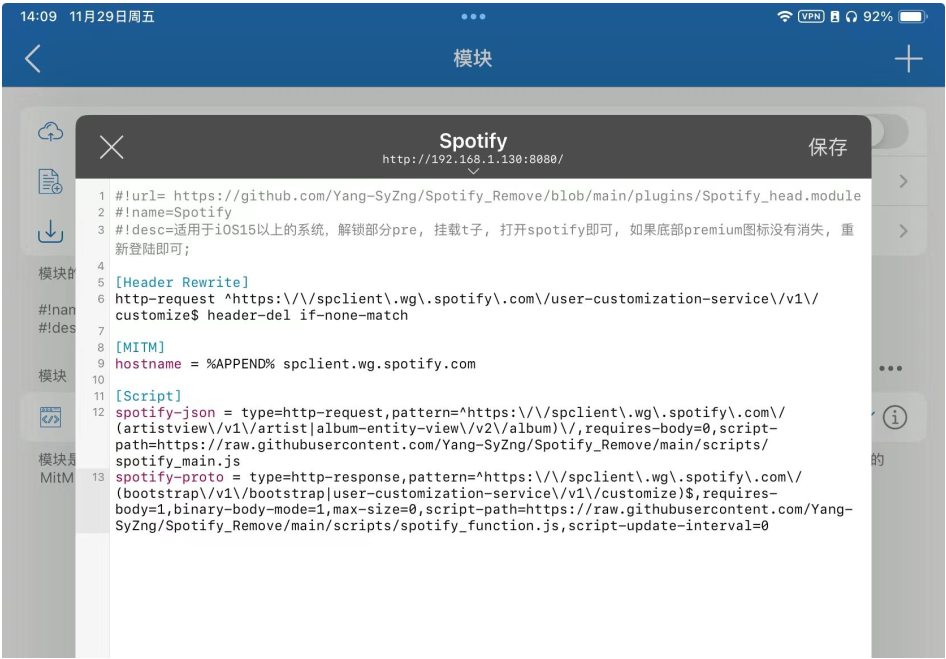 14:09 11月29日周五
VPN 92%
模块
Spotify
保存
http://192.168.1.130:8080/
1 #!url= https://github.com/Yang-SyZng/Spotify_Remove/blob/main/plugins/Spotify_head.module
2 #!name=Spotify
3 #!desc=适用于iOS15以上的系统，解锁部分pre, 挂载t子, 打开spotify即可, 如果底部premium图标没有消失, 重
新登陆即可;
4
5 [Header Rewrite]
6 http-request ^https:\/\/spclient\.wg\.spotify\.com\/user-customization-service\/v1\/
customize$ header-del if-none-match
7
8 [MITM]
9 hostname = %APPEND% spclient.wg.spotify.com
10
11 [Script]
12 spotify-json = type=http-request,pattern=^https:\/\/spclient\.wg\.spotify\.com\/
(artistview\/v1\/artist|album-entity-view\/v2\/album)\/,requires-body=0,script-
path=https://raw.githubusercontent.com/Yang-SyZng/Spotify_Remove/main/scripts/
spotify_main.js
13 spotify-proto = type=http-response,pattern=^https:\/\/spclient\.wg\.spotify\.com\/
(bootstrap\/v1\/bootstrap|user-customization-service\/v1\/customize)$,requires-
body=1,binary-body-mode=1,max-size=0,script-path=https://raw.githubusercontent.com/Yang-
SyZng/Spotify_Remove/main/scripts/spotify_function.js,script-update-interval=0
模块的
#!nam
#!des
模块
模块是
的
MitM